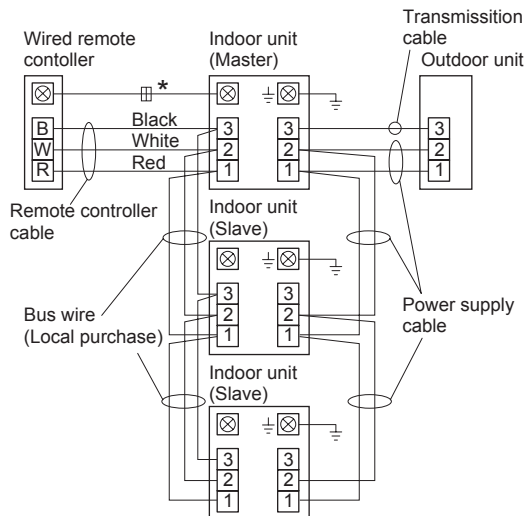 Transmissition
cable
Wired remote
contoller
Indoor unit
(Master)
Outdoor unit
*
B
W
R
Black
White
Red
3
2
1
3
2
1
3
2
1
Remote controller
cable
Indoor unit
(Slave)
3
2
1
3
2
1
Bus wire
(Local purchase)
Power supply
cable
Indoor unit
(Slave)
3
2
1
3
2
1